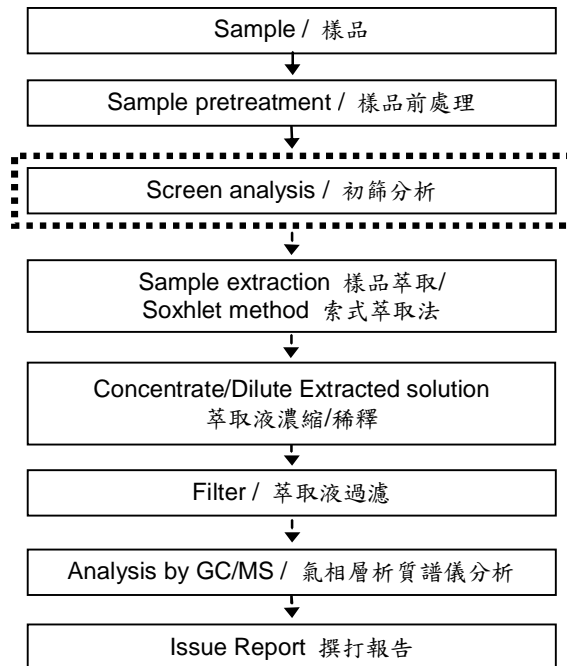 Sample / 樣品
Sample pretreatment / 樣品前處理
Screen analysis / 初篩分析
Sample extraction 樣品萃取/
Soxhlet method 索式萃取法
Concentrate/Dilute Extracted solution
萃取液濃縮/稀釋
Filter / 萃取液過濾
Analysis by GC/MS / 氣相層析質譜儀分析
Issue Report 撰打報告